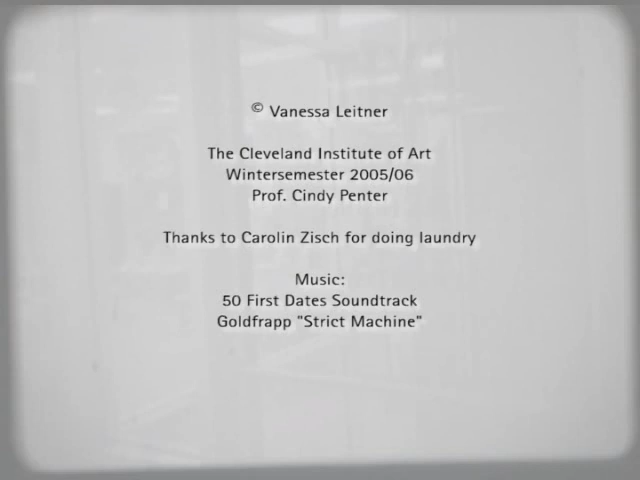 © Vanessa Leitner
The Cleveland Institute of Art
Wintersemester 2005/06
Prof. Cindy Penter
Thanks to Carolin Zisch for doing laundry
Music:
50 First Dates Soundtrack
Goldfrapp "Strict Machine"